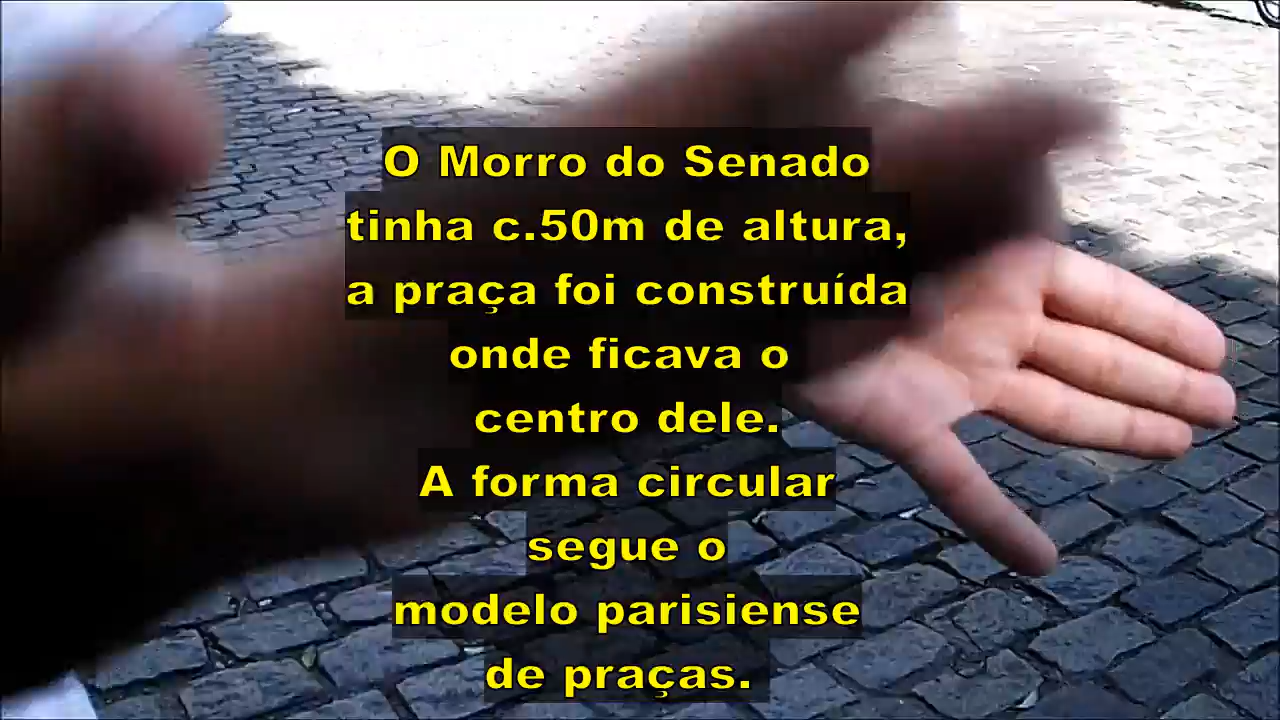 O Morro do Senado
tinha c.50m de altura,
a praça foi construída
onde ficava o
centro dele.
A forma circular
segue o
modelo parisiense
de praças.